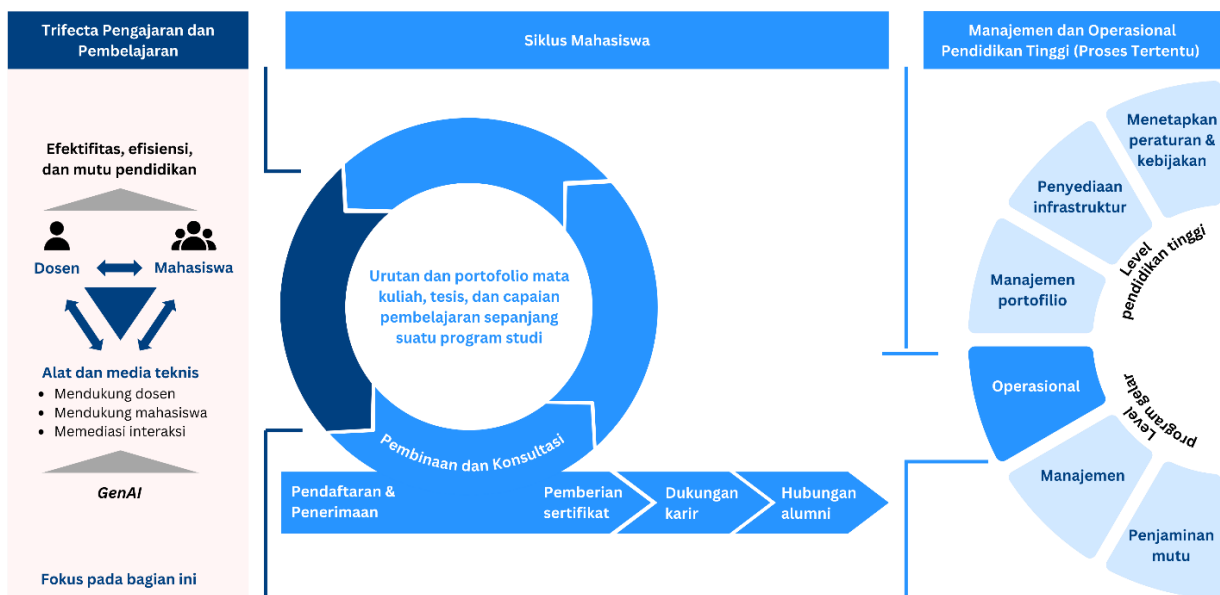 Trifecta Pengajaran dan
Pembelajaran
Efektifitas, efisiensi,
dan mutu pendidikan
Dosen
Mahasiswa
Alat dan media teknis
• Mendukung dosen
• Mendukung mahasiswa
• Memediasi interaksi
GenAI
Fokus pada bagian ini
Siklus Mahasiswa
Urutan dan portofolio mata
kuliah, tesis, dan capaian
pembelajaran sepanjang
suatu program studi
Pembinaan dan Konsultasi
Pendaftaran &
Penerimaan
Pemberian
sertifikat
Dukungan
karir
Hubungan
alumni
Manajemen dan Operasional
Pendidikan Tinggi (Proses Tertentu)
Menetapkan
peraturan &
kebijakan
Penyediaan
infrastruktur
Manajemen
portofilio
Level
pendidikan tinggi
Operasional
Level
program gelar
Manajemen
Penjaminan
mutu